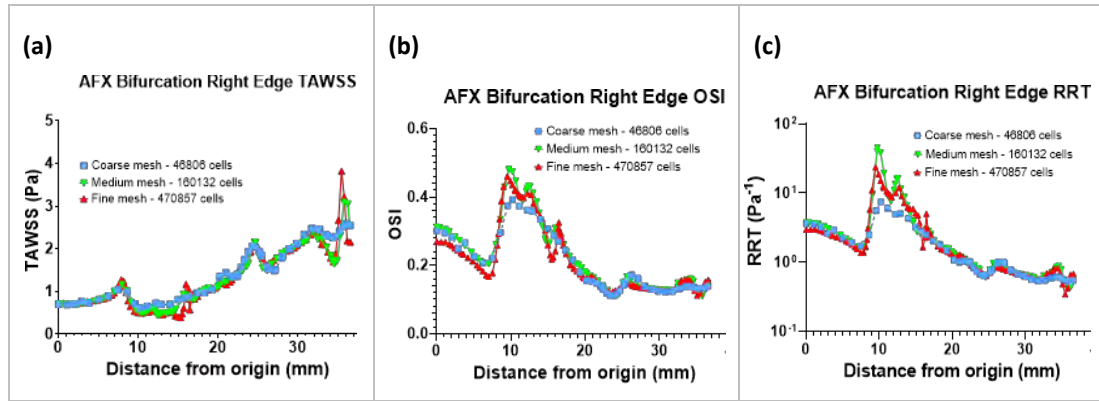 (a)
AFX Bifurcation Right Edge TAWSS
5
4
3
2
1
0
TAWSS (Pa)
Coarse mesh - 46806 cells
Medium mesh - 160132 cells
Fine mesh - 470857 cells
0 10 20 30
Distance from origin (mm)
(b)
AFX Bifurcation Right Edge OSI
0.6
0.4
0.2
0.0
OSI
Coarse mesh - 46806 cells
Medium mesh - 160132 cells
Fine mesh - 470857 cells
0 10 20 30
Distance from origin (mm)
(c)
AFX Bifurcation Right Edge RRT
10²
10¹
10⁰
10⁻¹
RRT (Pa⁻¹)
Coarse mesh - 46806 cells
Medium mesh - 160132 cells
Fine mesh - 470857 cells
0 10 20 30
Distance from origin (mm)